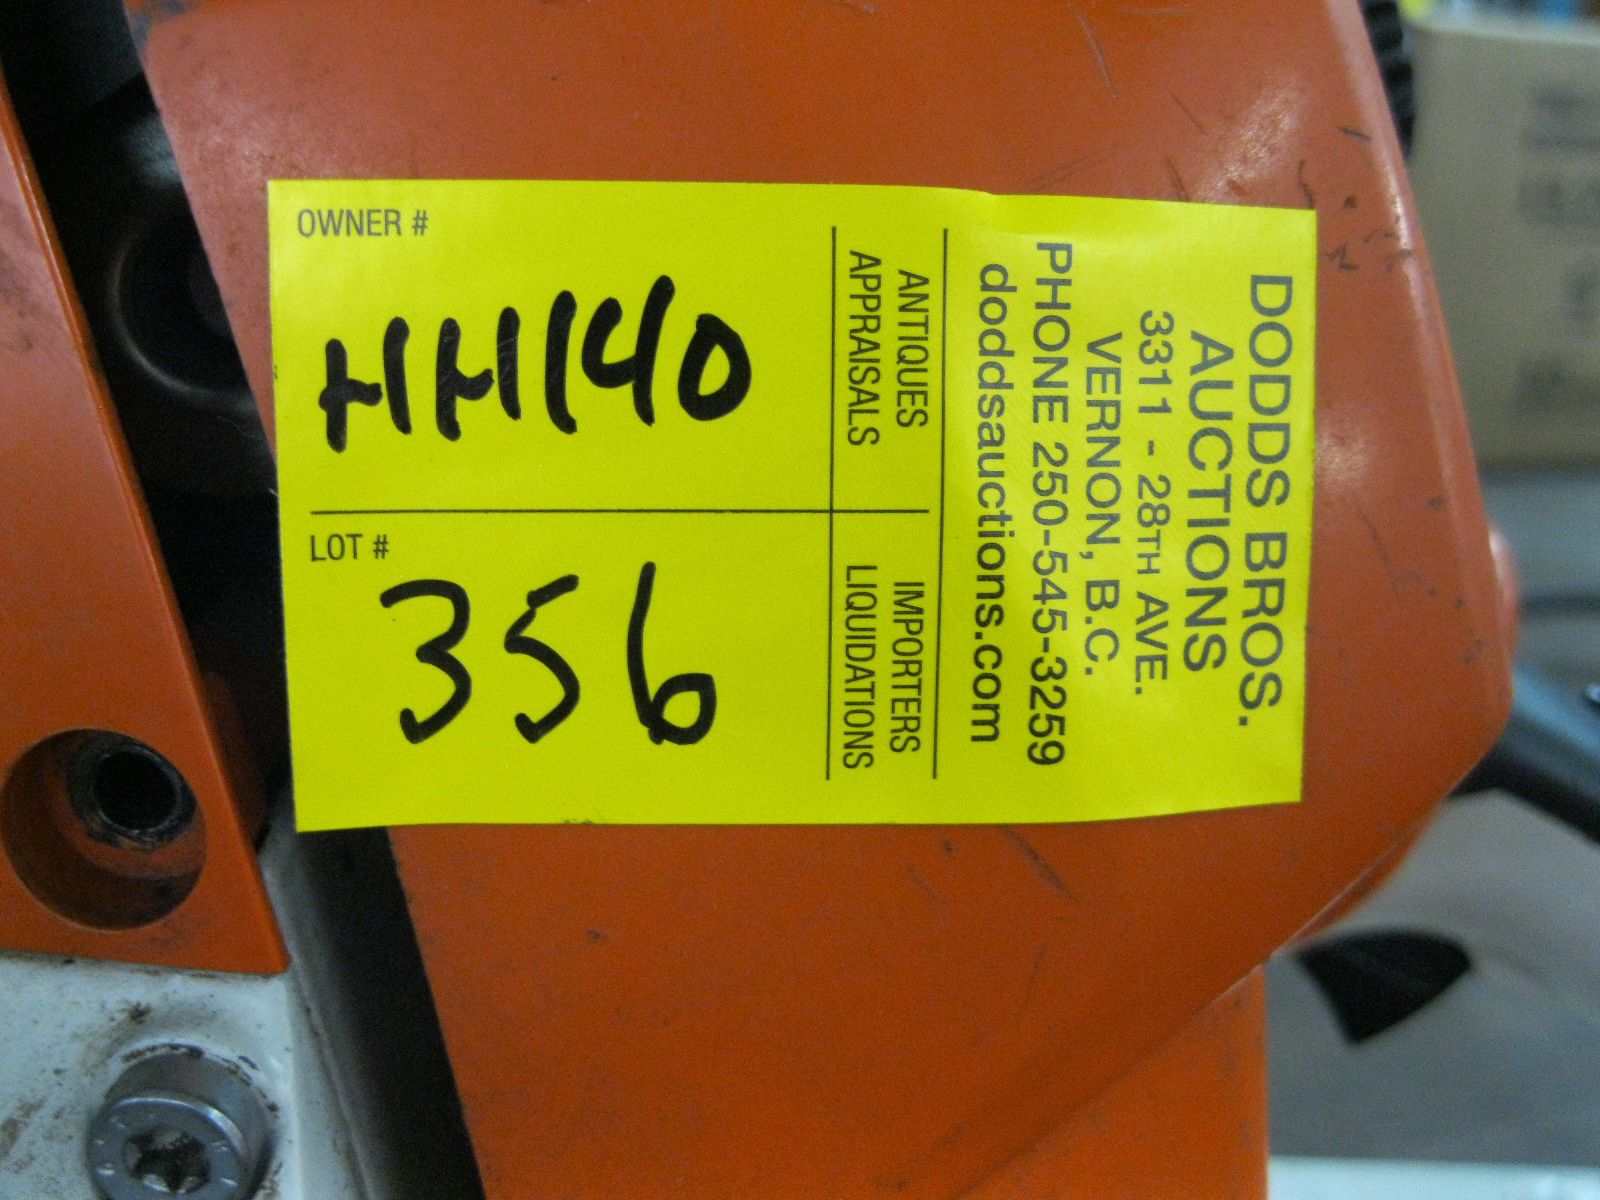 DODDS BROS.
AUCTIONS
3311 - 28TH AVE.
VERNON, B.C.
PHONE 250-545-3259
doddsauctions.com
ANTIQUES IMPORTERS
APPRAISALS LIQUIDATIONS
OWNER #
HH140
LOT #
356